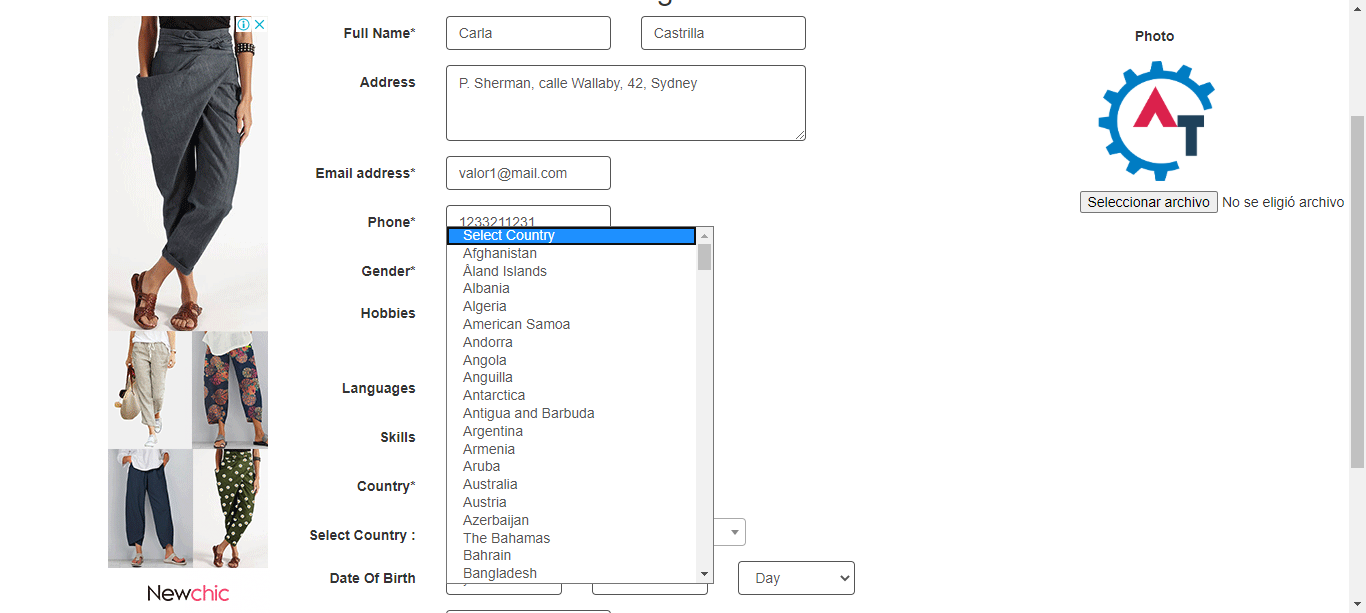 Full Name*
Carla
Castrilla
Photo
Address
P. Sherman, calle Wallaby, 42, Sydney
AT
Email address*
valor1@mail.com
Seleccionar archivo No se eligió archivo
Phone*
1233211231
Select Country
Afghanistan
Åland Islands
Albania
Algeria
American Samoa
Andorra
Angola
Anguilla
Antarctica
Antigua and Barbuda
Argentina
Armenia
Aruba
Australia
Austria
Azerbaijan
The Bahamas
Bahrain
Bangladesh
Gender*
Hobbies
Languages
Skills
Country*
Select Country :
Date Of Birth
Day
Newchic